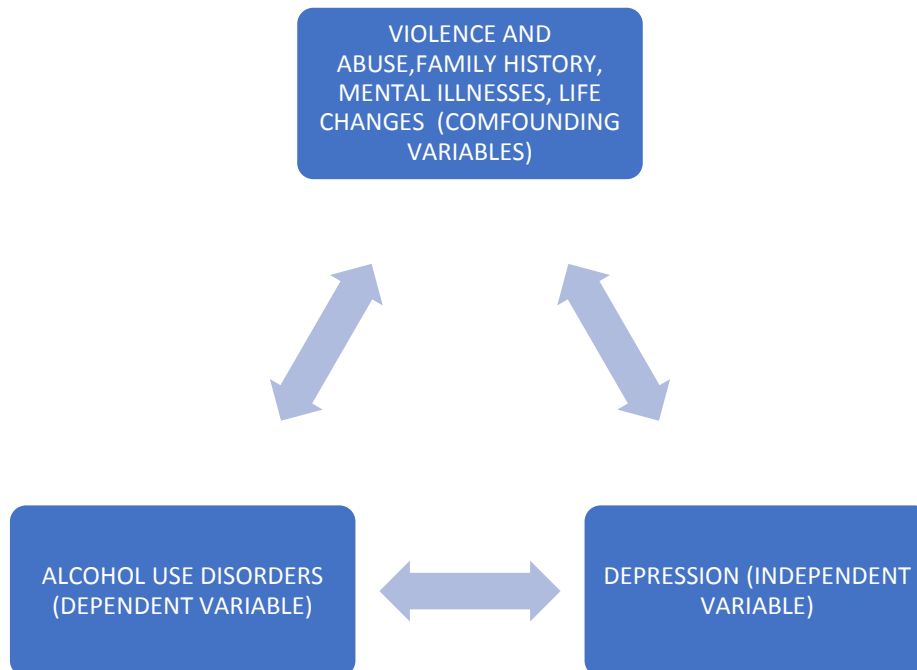 VIOLENCE AND
ABUSE,FAMILY HISTORY,
MENTAL ILLNESSES, LIFE
CHANGES (COMFOUNDING
VARIABLES)
ALCOHOL USE DISORDERS
(DEPENDENT VARIABLE)
DEPRESSION (INDEPENDENT
VARIABLE)